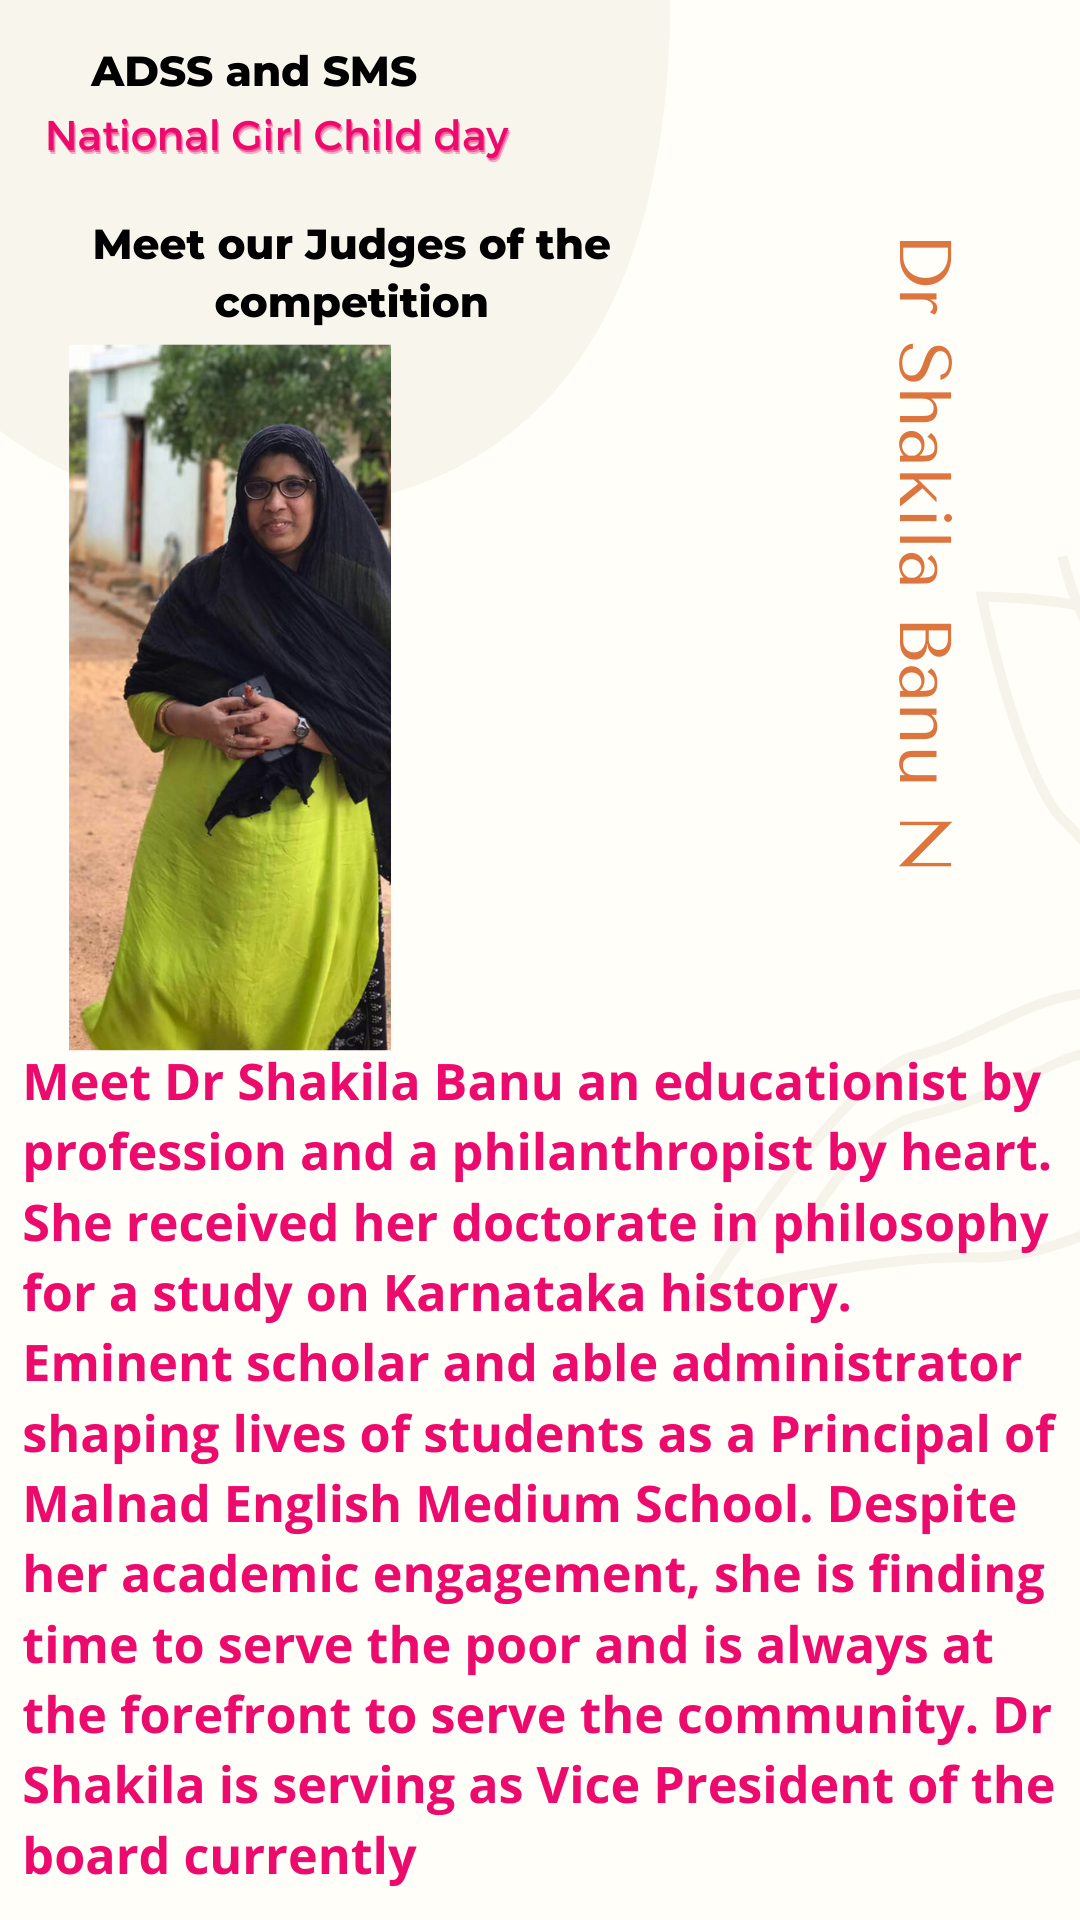 ADSS and SMS
National Girl Child day
Meet our Judges of the
competition
Dr Shakila Banu N
Meet Dr Shakila Banu an educationist by
profession and a philanthropist by heart.
She received her doctorate in philosophy
for a study on Karnataka history.
Eminent scholar and able administrator
shaping lives of students as a Principal of
Malnad English Medium School. Despite
her academic engagement, she is finding
time to serve the poor and is always at
the forefront to serve the community. Dr
Shakila is serving as Vice President of the
board currently